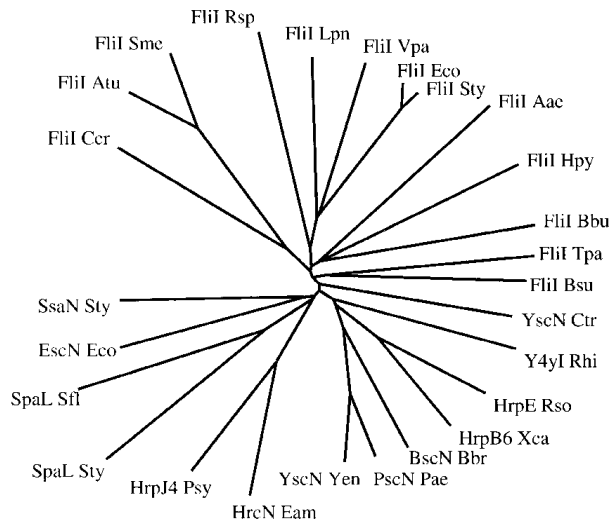 FliI Rsp
FliI Lpn
FliI Sme
FliI Vpa
FliI Eco
FliI Atu
FliI Sty
FliI Aae
FliI Ccr
FliI Hpy
FliI Bbu
FliI Tpa
FliI Bsu
SsaN Sty
YscN Ctr
EscN Eco
Y4yI Rhi
SpaL Sfl
HrpE Rso
HrpB6 Xca
BscN Bbr
SpaL Sty
HrpJ4 Psy
YscN Yen
PscN Pae
HrcN Eam